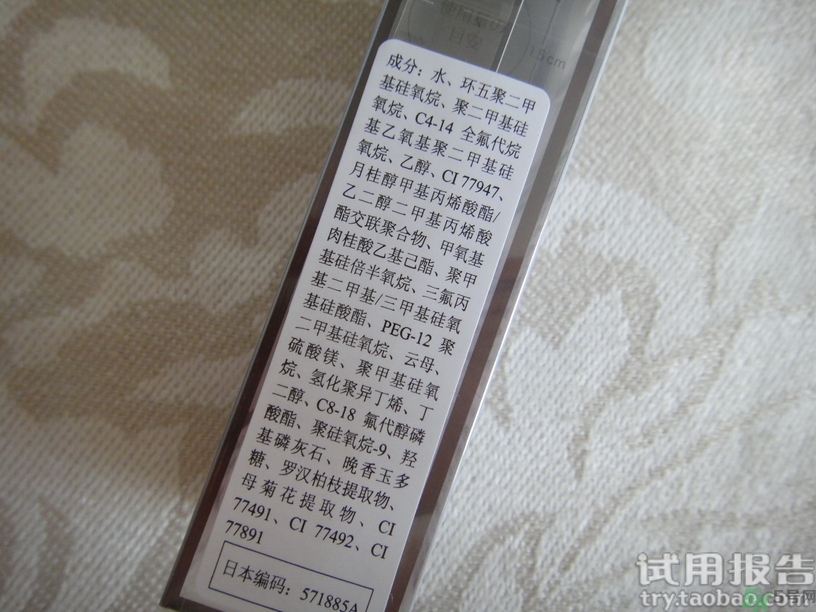 15cm
成分：水、环五聚二甲
基硅氧烷、聚二甲基硅
氧烷、C4-14 全氟代烷
基乙氧基聚二甲基硅
氧烷、乙醇、CI 77947、
月桂醇甲基丙烯酸酯/
乙二醇二甲基丙烯酸
酯交联聚合物、甲氧基
肉桂酸乙基己酯、聚甲
基硅倍半氧烷、三氟丙
基二甲基/三甲基硅氧
基硅酸酯、PEG-12 聚
二甲基硅氧烷、云母、
硫酸镁、聚甲基硅氧
烷、氢化聚异丁烯、丁
二醇、C8-18 氟代醇磷
酸酯、聚硅氧烷-9、羟
基磷灰石、晚香玉多
糖、罗汉柏枝提取物、
母菊花提取物、CI
77491、CI 77492、CI
77891
日本编码：571885A
试用报告
try.taobao.com